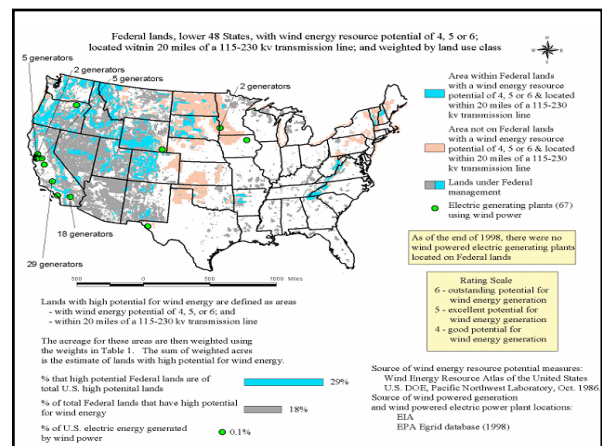 Federal lands, lower 48 States, with wind energy resource potential of 4, 5 or 6;
located witnin 20 miles of a 115-230 kv transmission line; and weighted by land use class
5 generators
2 generators
5 generators
2 generators
18 generators
29 generators
500
0
500
1000 Miles
Area within Federal lands
with a wind energy resource
potential of 4, 5 or 6 & located
within 20 miles of a 115-230
kv transmission line
Area not on Federal lands
with a wind energy resource
potential of 4, 5 or 6 & located
within 20 miles of a 115-230
kv transmission line
Lands under Federal
management
Electric generating plants (67)
using wind power
As of the end of 1998, there were no
wind powered electric generating plants
located on Federal lands
Rating Scale
6 - outstanding potential for
wind energy generation
5 - excellent potential for
wind energy generation
4 - good potential for
wind energy generation
Lands with high potential for wind energy are defined as areas
- with wind energy potential of 4, 5, or 6; and
- within 20 miles of a 115-230 kv transmission line
The acreage for these areas are then weighted using
the weights in Table 1. The sum of weighted acres
is the estimate of lands with high potential for wind energy.
% that high potential Federal lands are of
total U.S. high potenital lands
29%
% of total Federal lands that have high potential
for wind energy
18%
% of U.S. electric energy generated
by wind power
0.1%
Source of wind energy resource potential measures:
Wind Energy Resource Atlas of the United States
U.S. DOE, Pacific Northwest Laboratory, Oct. 1986.
Source of wind powered generation
and wind powered electric power plant locations:
EIA
EPA Egrid database (1998)